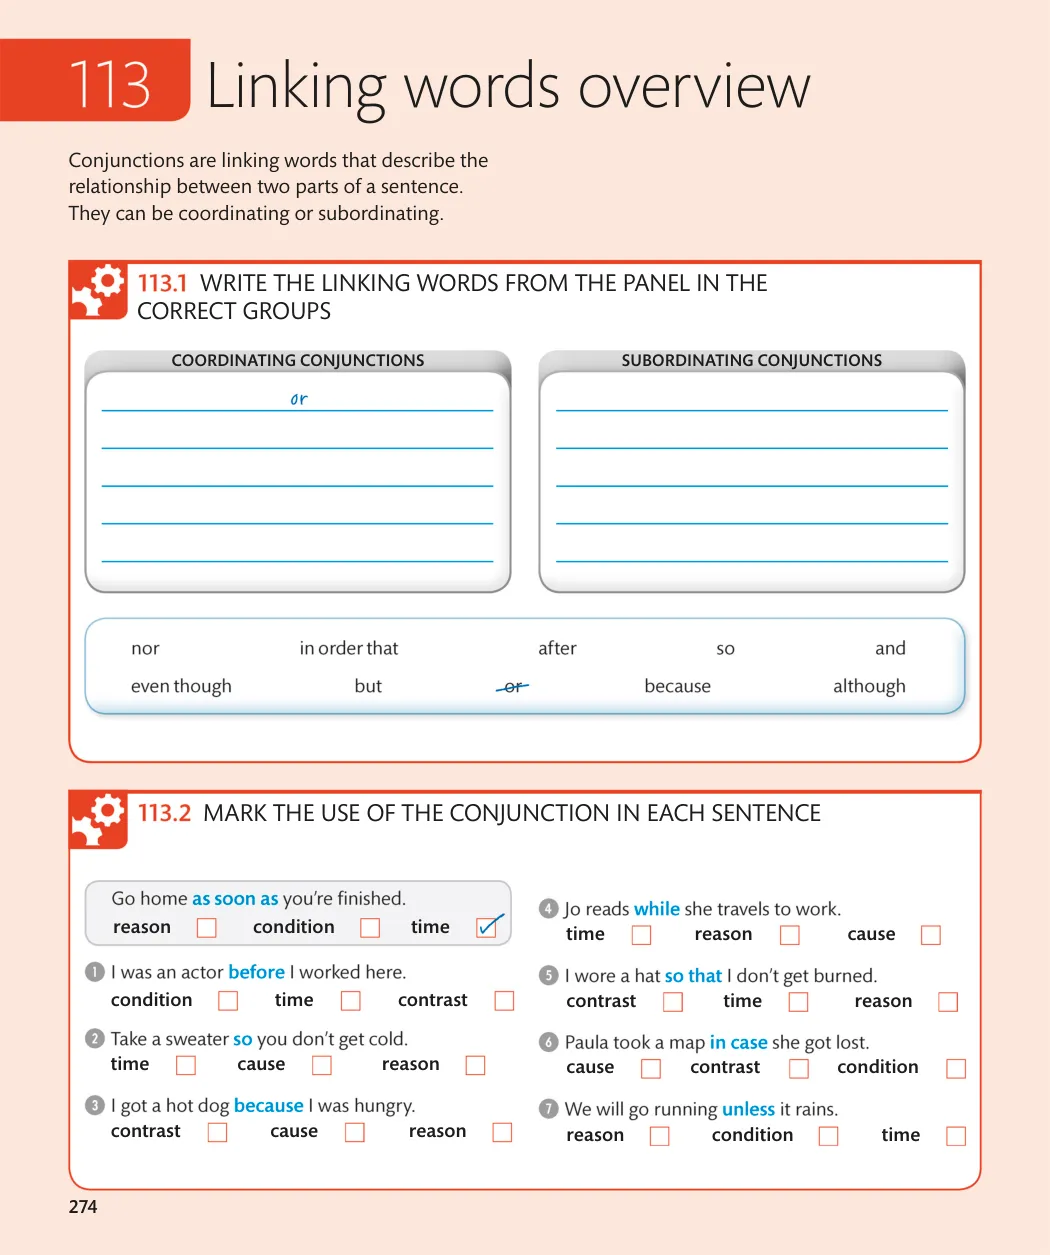 113 Linking words overview
Conjunctions are linking words that describe the
relationship between two parts of a sentence.
They can be coordinating or subordinating.
113.1 WRITE THE LINKING WORDS FROM THE PANEL IN THE
CORRECT GROUPS
COORDINATING CONJUNCTIONS
or
SUBORDINATING CONJUNCTIONS
nor in order that after so and
even though but or because although
113.2 MARK THE USE OF THE CONJUNCTION IN EACH SENTENCE
Go home as soon as you're finished.
reason condition time
1 I was an actor before I worked here.
condition time contrast
2 Take a sweater so you don't get cold.
time cause reason
3 I got a hot dog because I was hungry.
contrast cause reason
4 Jo reads while she travels to work.
time reason cause
5 I wore a hat so that I don't get burned.
contrast time reason
6 Paula took a map in case she got lost.
cause contrast condition
7 We will go running unless it rains.
reason condition time
274